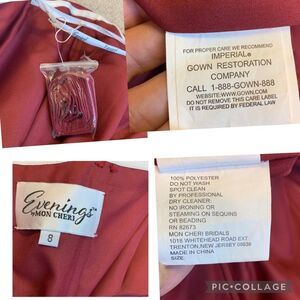 FOR PROPER CARE WE RECOMMEND
IMPERIAL®
GOWN RESTORATION
COMPANY
CALL 1-888-GOWN-888
WEBSITE:WWW.GOWN.COM
DO NOT REMOVE THIS CARE LABEL
IT IS REQUIRED BY FEDERAL LAW
Evenings™
by MON CHERI
8
100% POLYESTER
DO NOT WASH
SPOT CLEAN
BY PROFESSIONAL
DRY CLEANER:
NO IRONING OR
STEAMING ON SEQUINS
OR BEADING
RN 82673
MON CHERI BRIDALS
1018 WHITEHEAD ROAD EXT.
TRENTON, NEW JERSEY 08638
MADE IN CHINA
SIZE:
PIC•COLLAGE